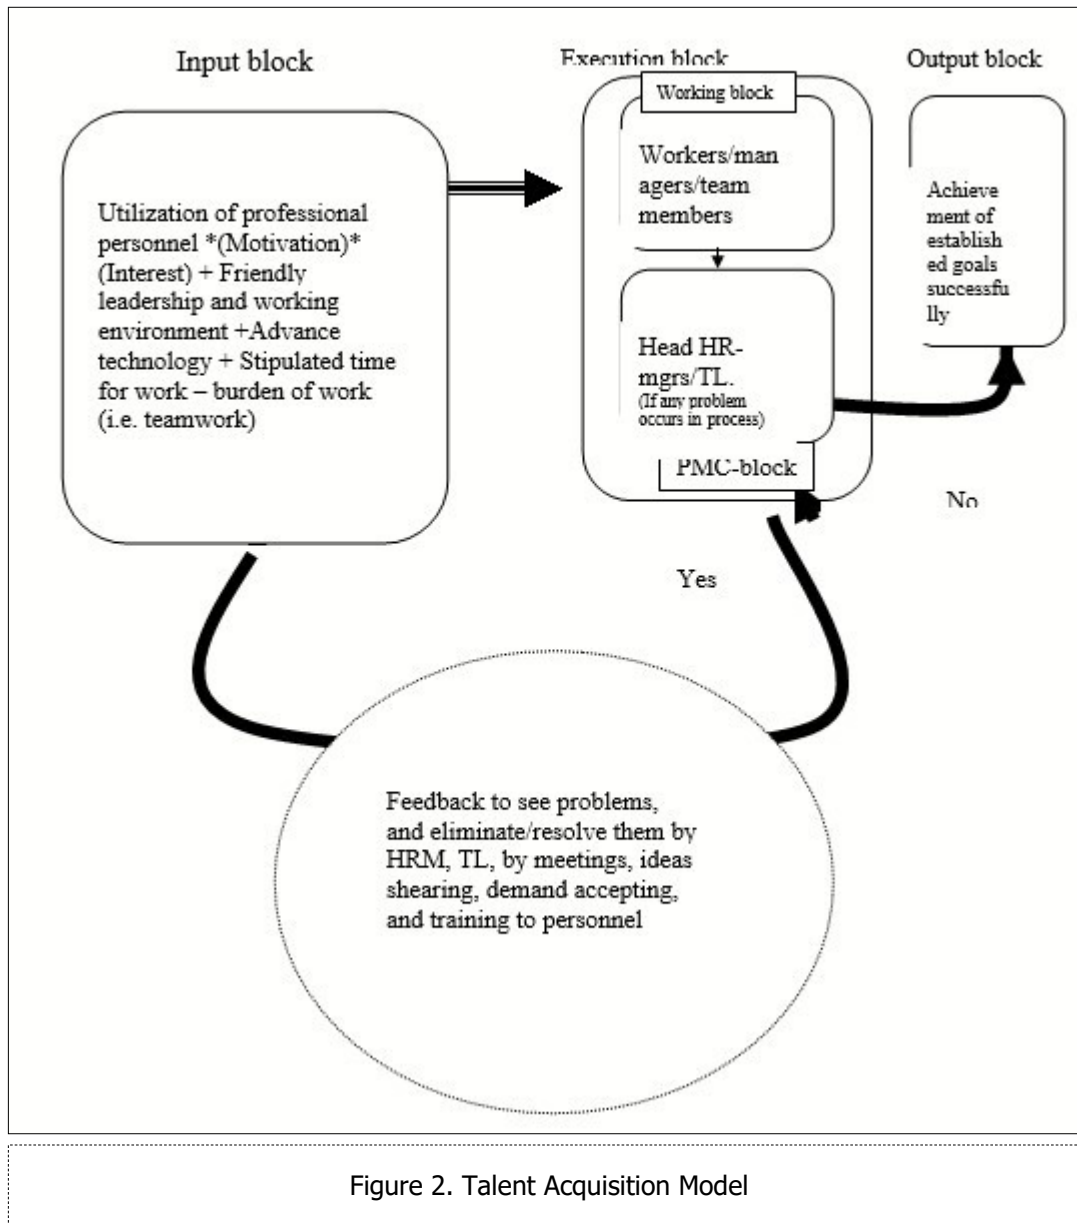 Input block
Utilization of professional
personnel *(Motivation)*
(Interest) + Friendly
leadership and working
environment +Advance
technology + Stipulated time
for work – burden of work
(i.e. teamwork)
Execution block
Working block
Workers/man
agers/team
members
Head HR-
mgrs/TL.
(If any problem
occurs in process)
PMC-block
Output block
Achieve
ment of
establish
ed goals
successfu
lly
No
Yes
Feedback to see problems,
and eliminate/resolve them by
HRM, TL, by meetings, ideas
shearing, demand accepting,
and training to personnel
Figure 2. Talent Acquisition Model